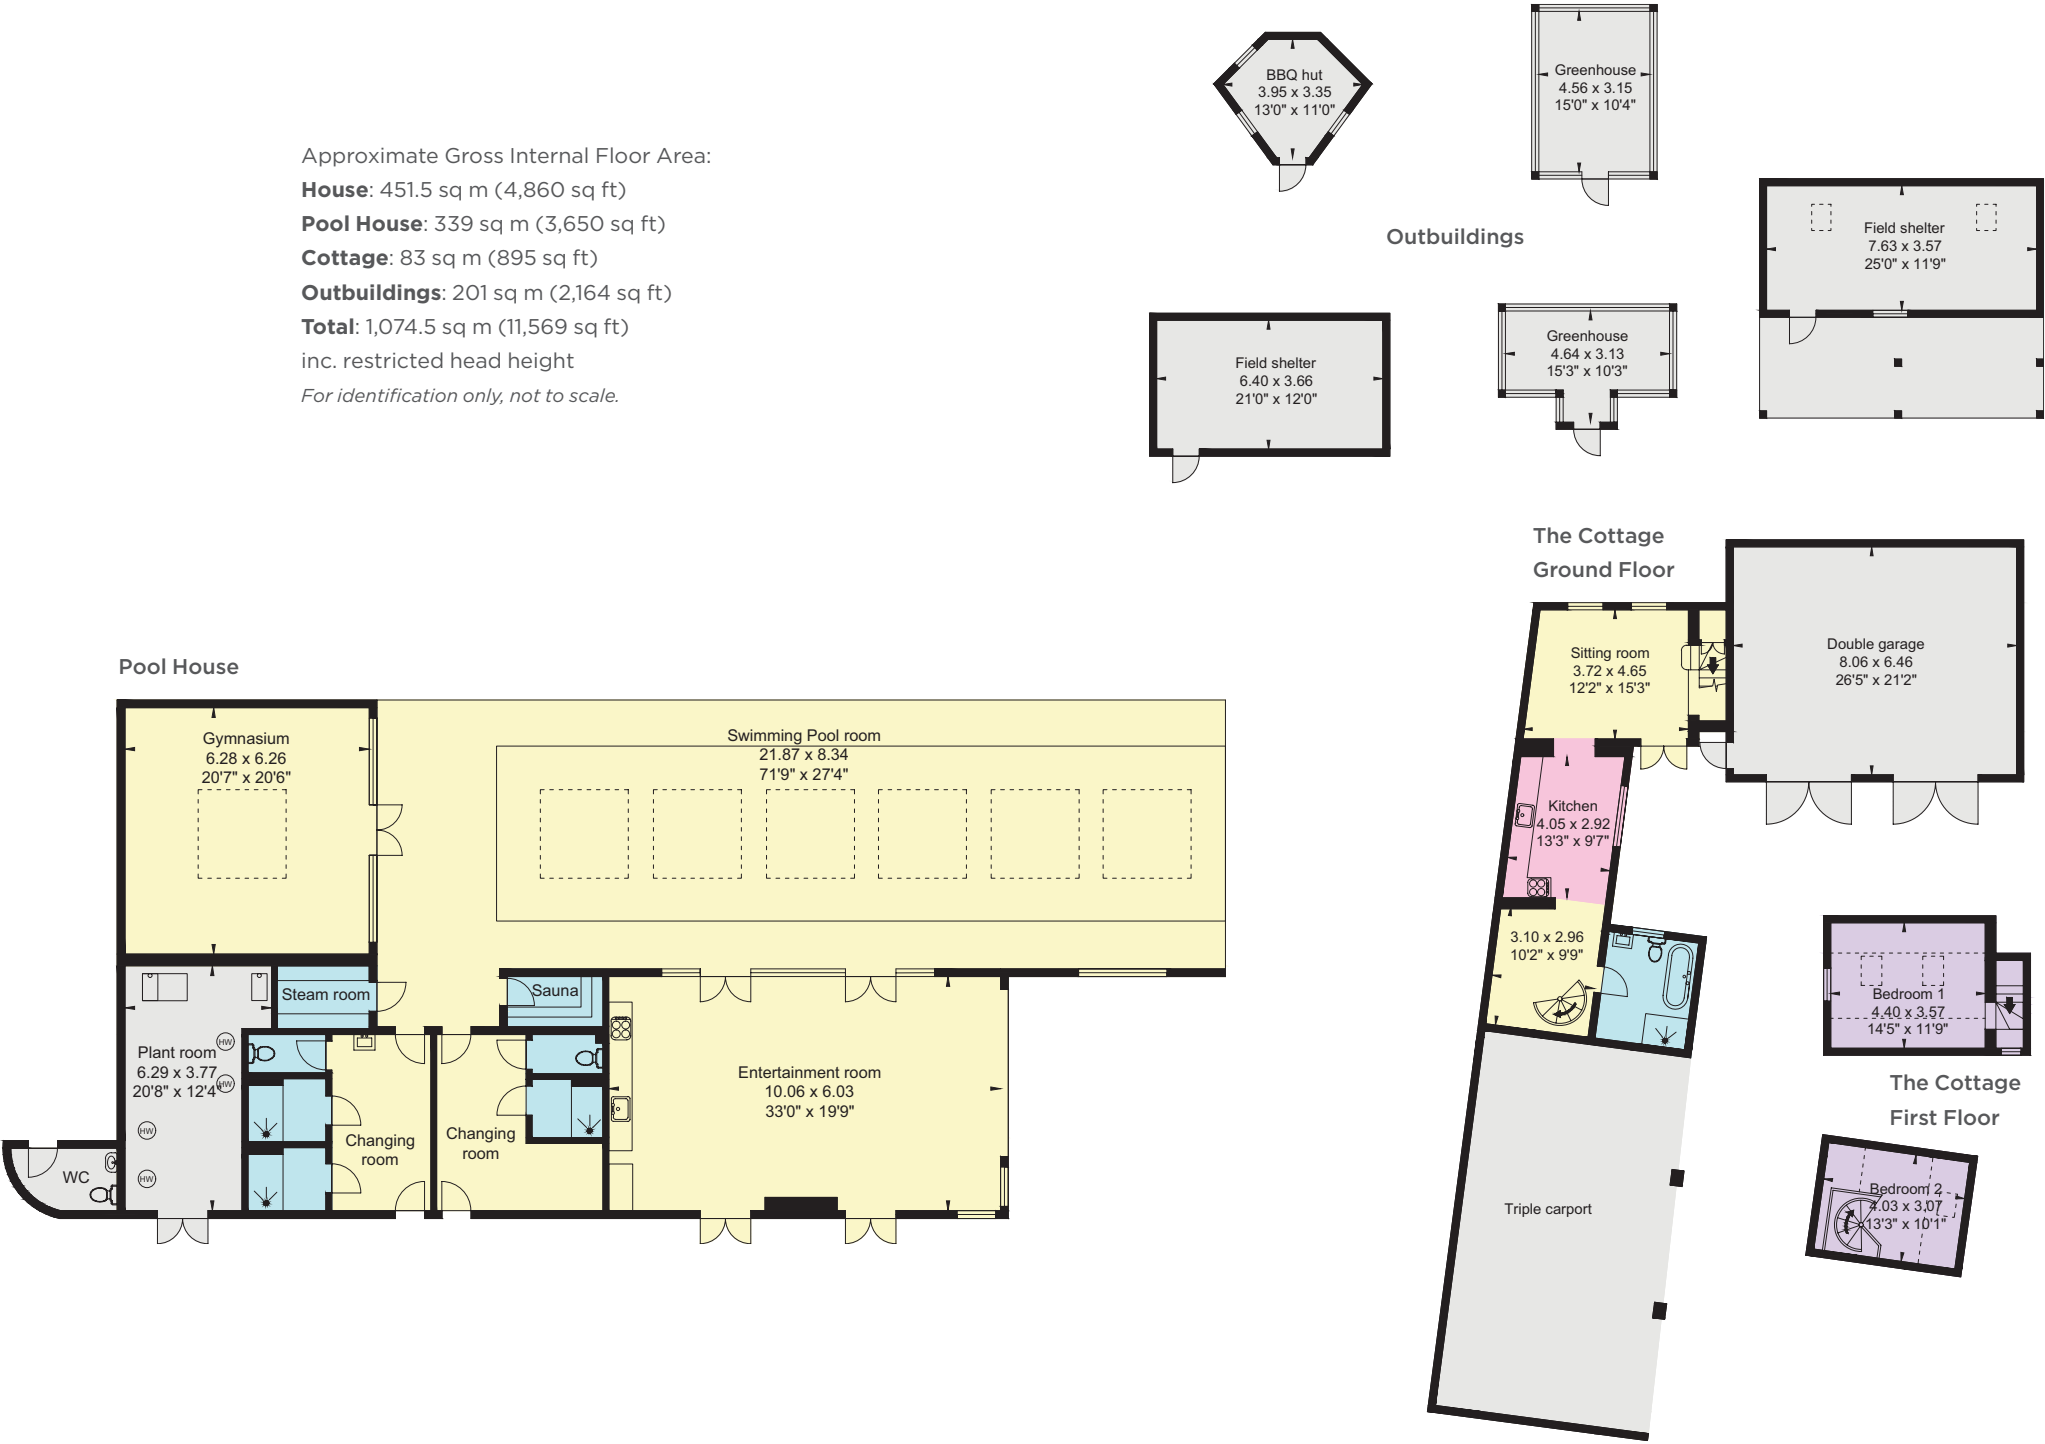 Approximate Gross Internal Floor Area:
House: 451.5 sq m (4,860 sq ft)
Pool House: 339 sq m (3,650 sq ft)
Cottage: 83 sq m (895 sq ft)
Outbuildings: 201 sq m (2,164 sq ft)
Total: 1,074.5 sq m (11,569 sq ft)
inc. restricted head height
For identification only, not to scale.
BBQ hut
3.95 x 3.35
13'0" x 11'0"
Greenhouse
4.56 x 3.15
15'0" x 10'4"
Outbuildings
Field shelter
7.63 x 3.57
25'0" x 11'9"
Field shelter
6.40 x 3.66
21'0" x 12'0"
Greenhouse
4.64 x 3.13
15'3" x 10'3"
The Cottage
Ground Floor
Sitting room
3.72 x 4.65
12'2" x 15'3"
Double garage
8.06 x 6.46
26'5" x 21'2"
Kitchen
4.05 x 2.92
13'3" x 9'7"
3.10 x 2.96
10'2" x 9'9"
Triple carport
Bedroom 1
4.40 x 3.57
14'5" x 11'9"
The Cottage
First Floor
Bedroom 2
4.03 x 3.07
13'3" x 10'1"
Pool House
Gymnasium
6.28 x 6.26
20'7" x 20'6"
Swimming Pool room
21.87 x 8.34
71'9" x 27'4"
Steam room
Sauna
Plant room
6.29 x 3.77
20'8" x 12'4"
HW
HW
HW
HW
WC
Changing
room
Changing
room
Entertainment room
10.06 x 6.03
33'0" x 19'9"